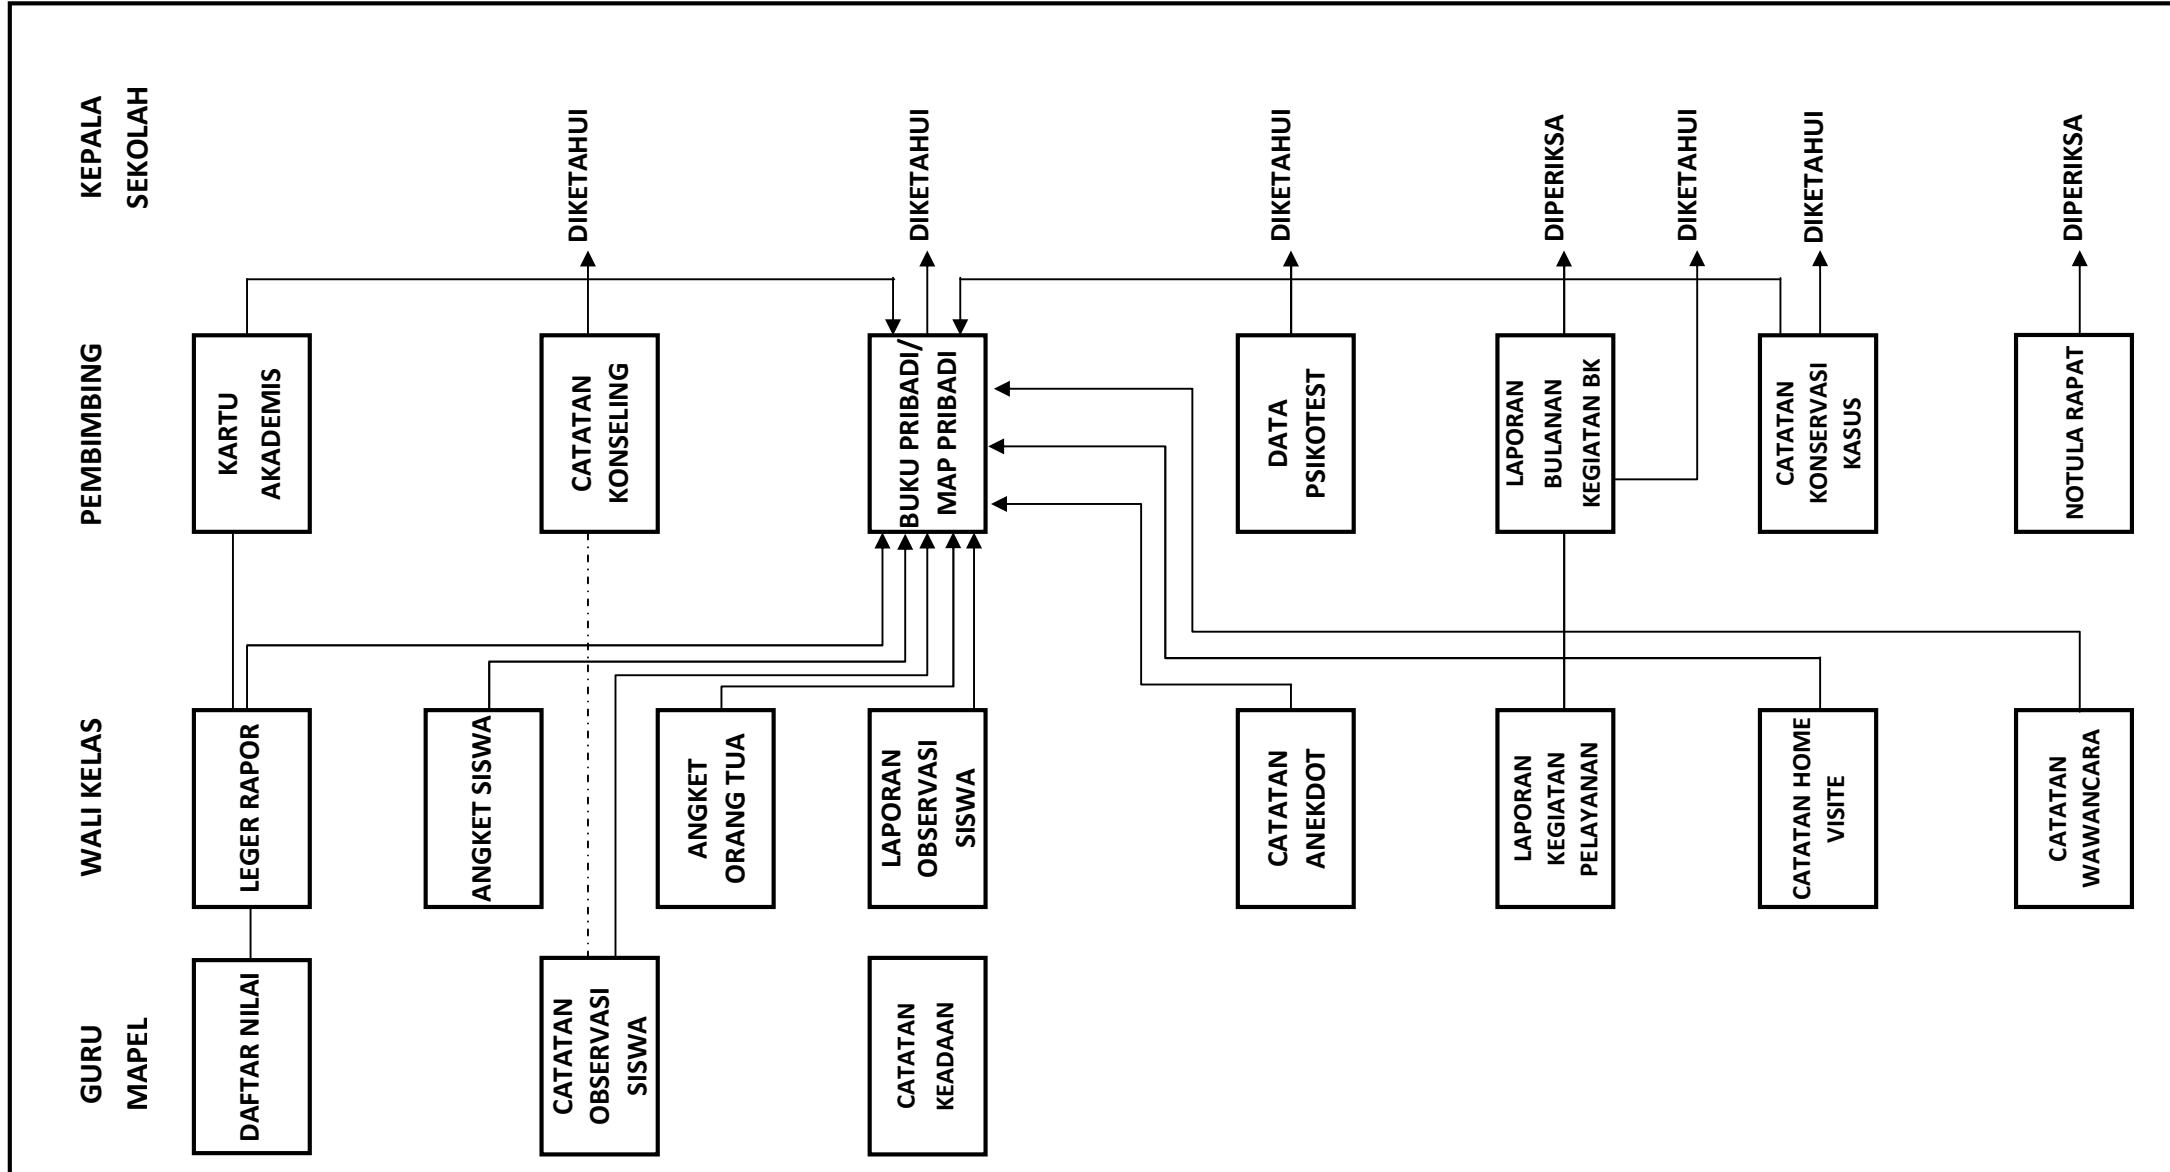 GURU
MAPEL
WALI KELAS
PEMBIMBING
KEPALA
SEKOLAH
DAFTAR NILAI
LEGER RAPOR
KARTU
AKADEMIS
ANGKET SISWA
CATATAN
OBSERVASI
SISWA
CATATAN
KONSELING
DIKETAHUI
ANGKET
ORANG TUA
CATATAN
KEADAAN
LAPORAN
OBSERVASI
SISWA
BUKU PRIBADI/
MAP PRIBADI
DIKETAHUI
CATATAN
ANEKDOT
DATA
PSIKOTEST
DIKETAHUI
LAPORAN
KEGIATAN
PELAYANAN
LAPORAN
BULANAN
KEGIATAN BK
DIPERIKSA
DIKETAHUI
CATATAN HOME
VISITE
CATATAN
KONSERVASI
KASUS
DIKETAHUI
CATATAN
WAWANCARA
NOTULA RAPAT
DIPERIKSA